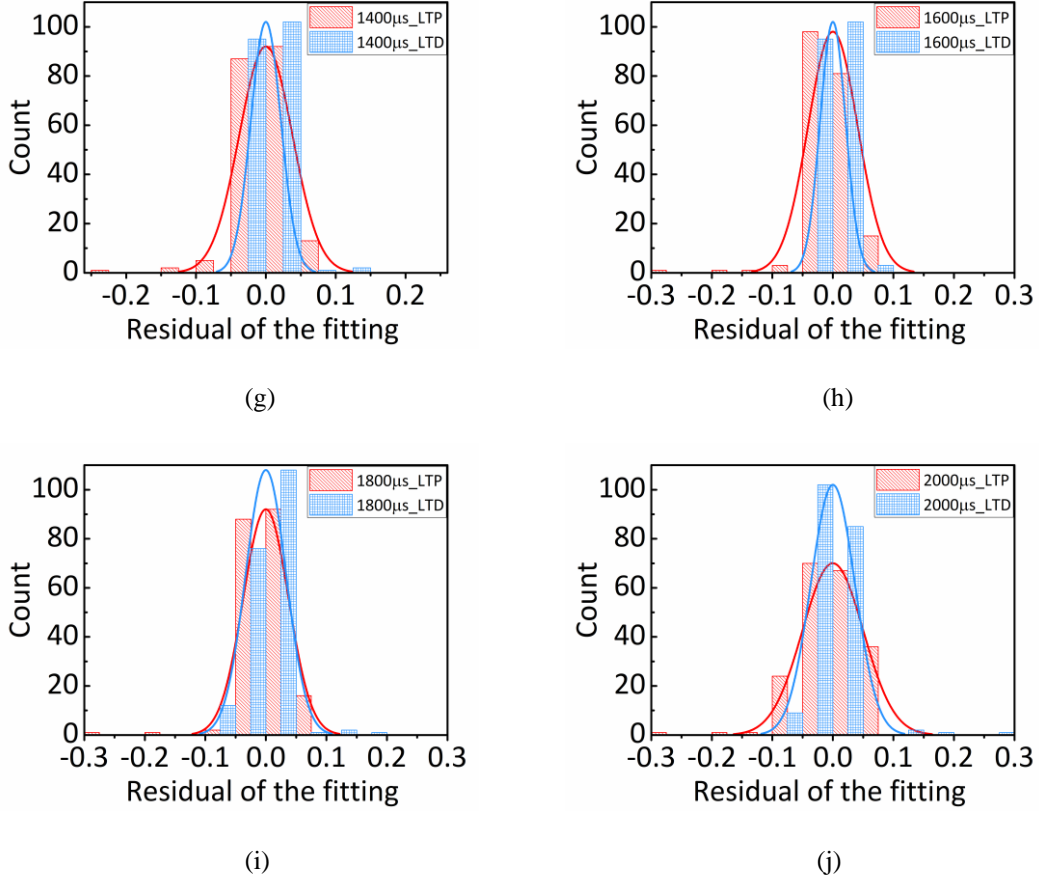 100
80
60
40
20
0
Count
1400μs_LTP
1400μs_LTD
-0.2 -0.1 0.0 0.1 0.2
Residual of the fitting
(g)
100
80
60
40
20
0
Count
1600μs_LTP
1600μs_LTD
-0.3 -0.2 -0.1 0.0 0.1 0.2 0.3
Residual of the fitting
(h)
100
80
60
40
20
0
Count
1800μs_LTP
1800μs_LTD
-0.3 -0.2 -0.1 0.0 0.1 0.2 0.3
Residual of the fitting
(i)
100
80
60
40
20
0
Count
2000μs_LTP
2000μs_LTD
-0.3 -0.2 -0.1 0.0 0.1 0.2 0.3
Residual of the fitting
(j)